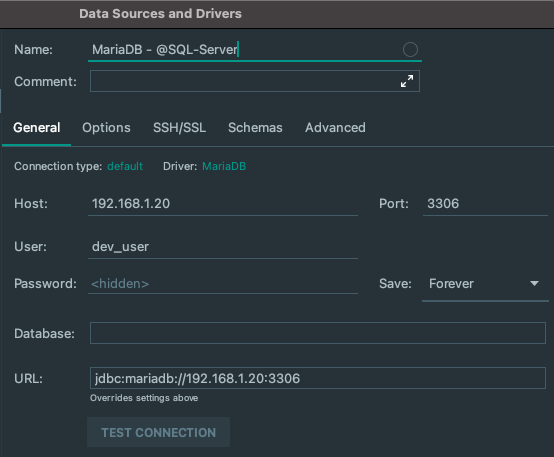 Data Sources and Drivers
Name: MariaDB - @SQL-Server
Comment:
General Options SSH/SSL Schemas Advanced
Connection type: default Driver: MariaDB
Host: 192.168.1.20 Port: 3306
User: dev_user
Password: <hidden> Save: Forever
Database:
URL: jdbc:mariadb://192.168.1.20:3306
Overrides settings above
TEST CONNECTION